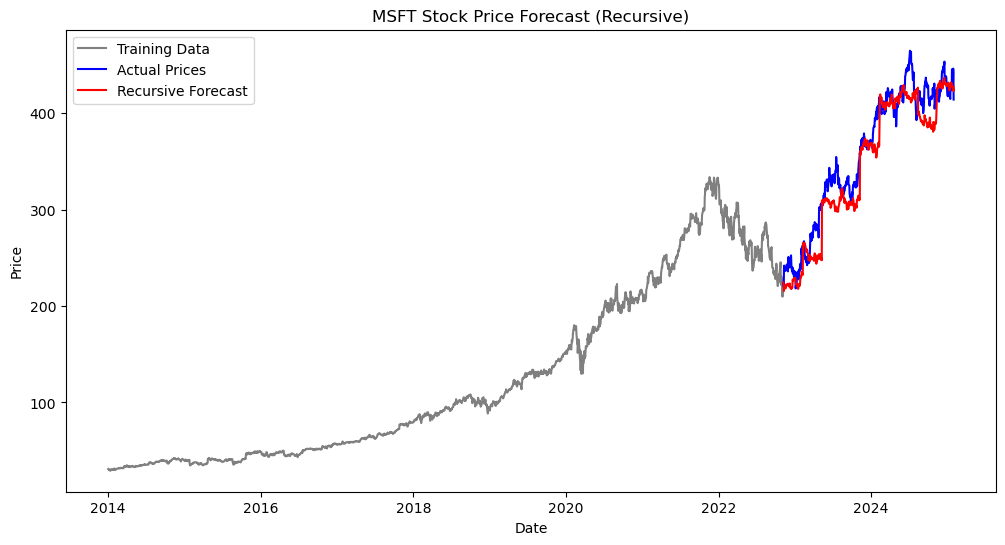 MSFT Stock Price Forecast (Recursive)
Training Data
Actual Prices
Recursive Forecast
400
300
200
100
Price
2014
2016
2018
2020
2022
2024
Date